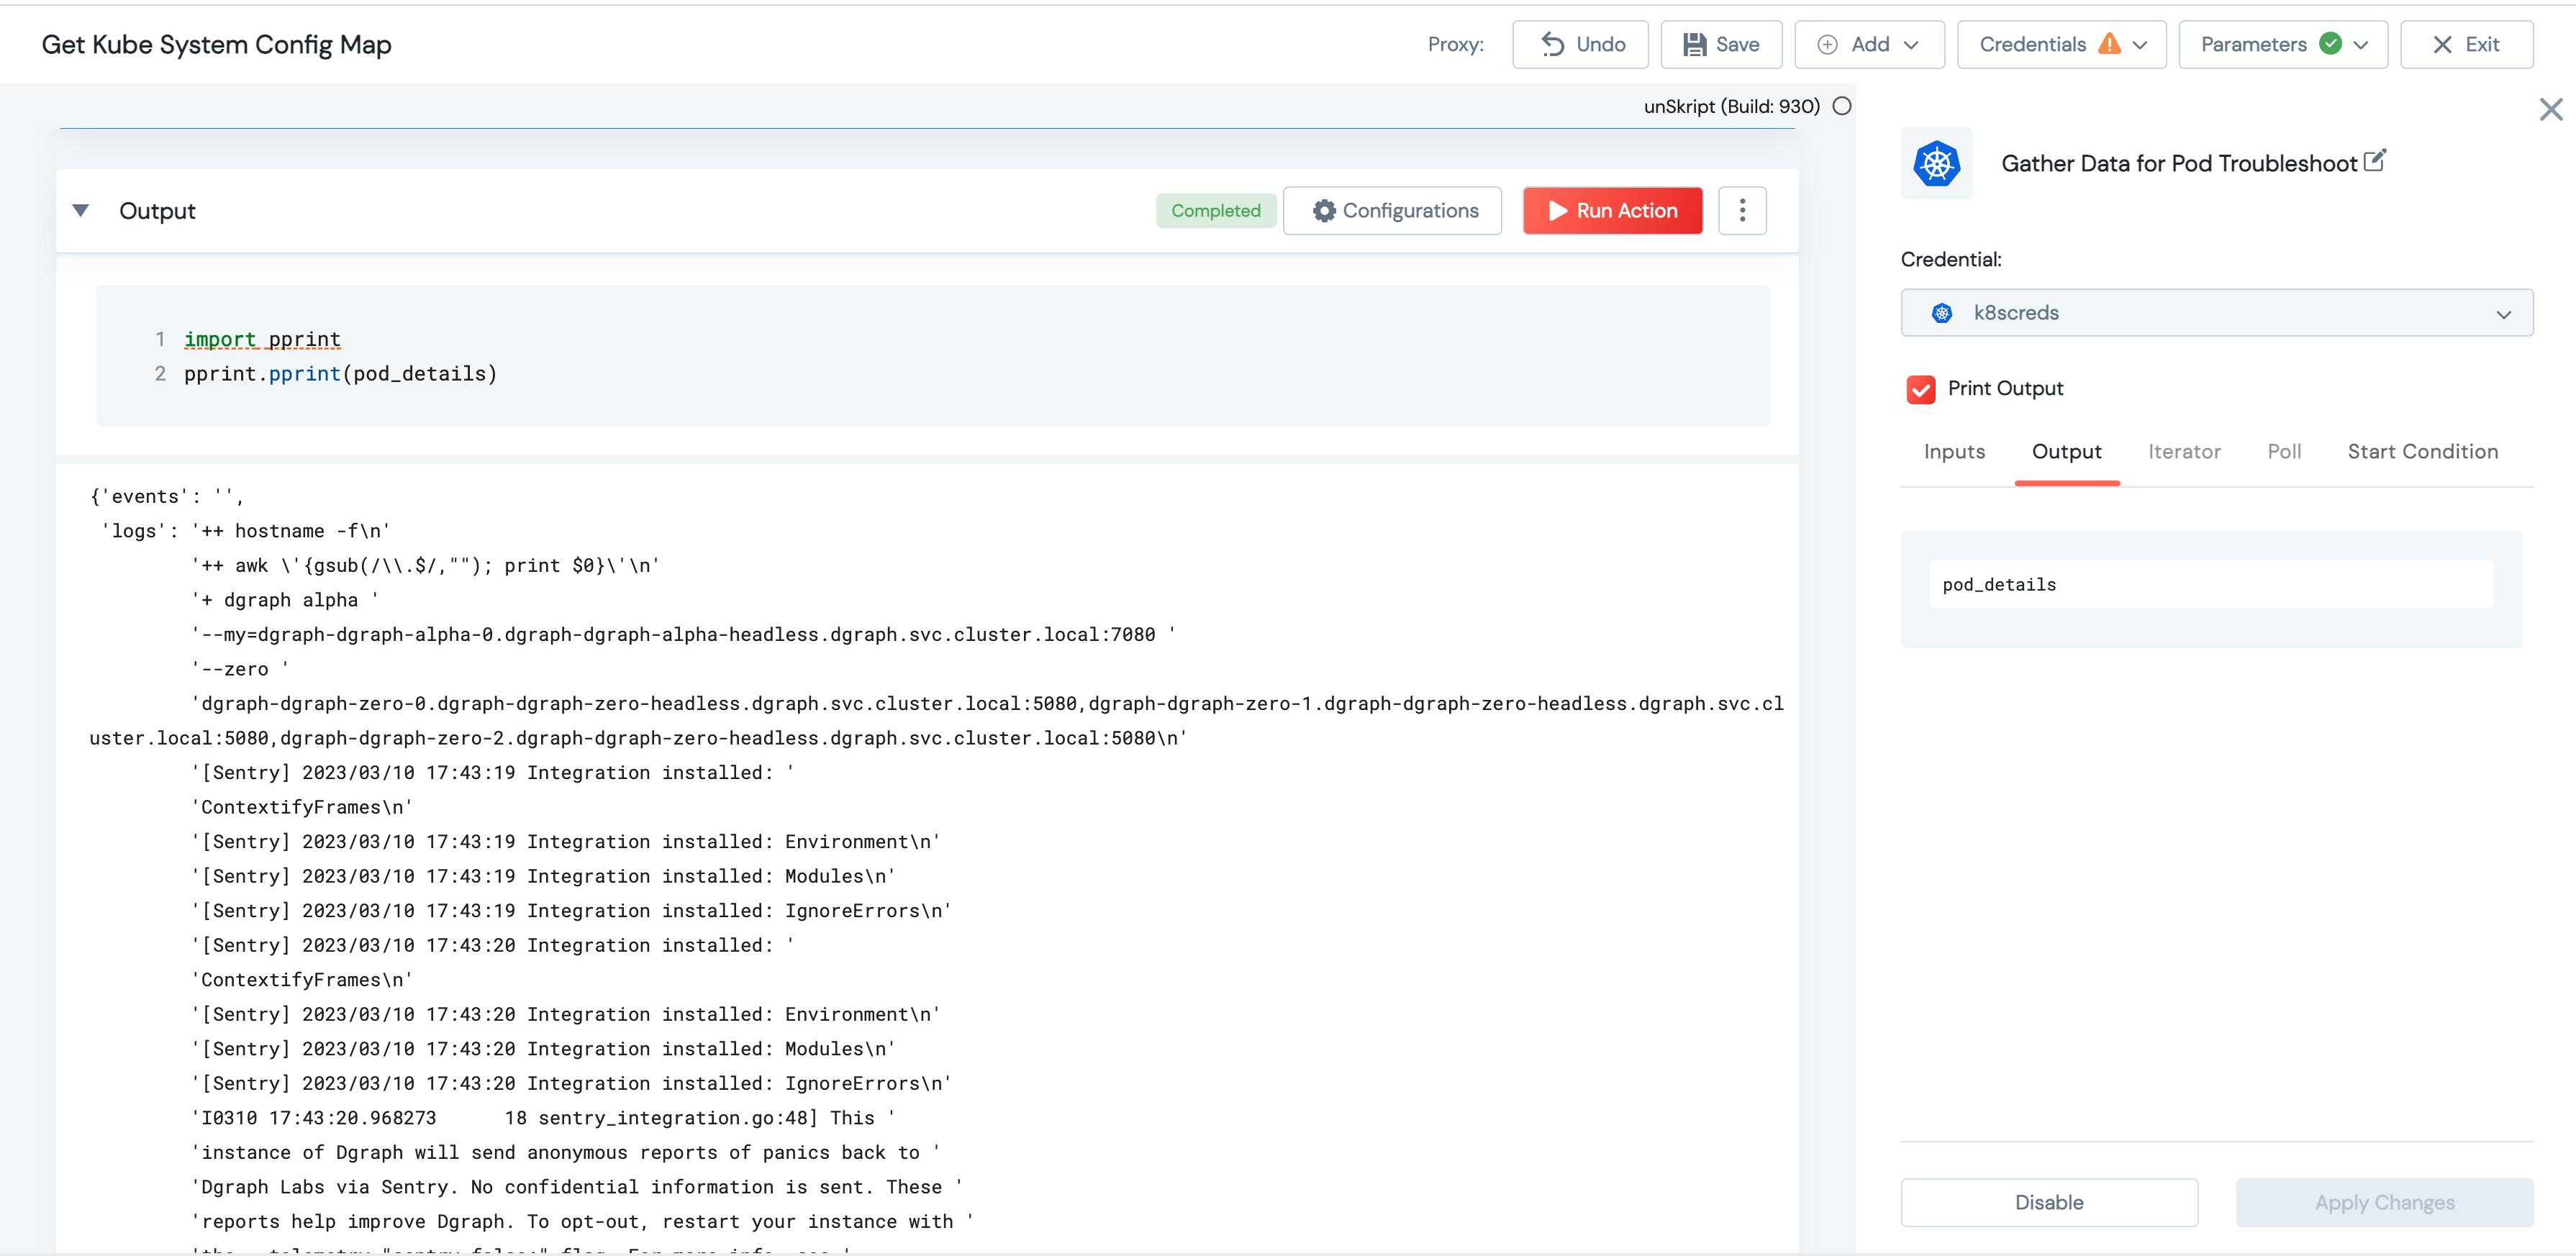 Get Kube System Config Map
Proxy:
Undo
Save
Add
Credentials
Parameters
Exit
unSkript (Build: 930)
Output
Completed
Configurations
Run Action
1 import pprint
2 pprint.pprint(pod_details)
{'events': '',
'logs': '++ hostname -f\n'
'++ awk \'{gsub(/\\.$/,""); print $0}\'\n'
'+ dgraph alpha '
'--my=dgraph-dgraph-alpha-0.dgraph-dgraph-alpha-headless.dgraph.svc.cluster.local:7080 '
'--zero '
'dgraph-dgraph-zero-0.dgraph-dgraph-zero-headless.dgraph.svc.cluster.local:5080,dgraph-dgraph-zero-1.dgraph-dgraph-zero-headless.dgraph.svc.cl
uster.local:5080,dgraph-dgraph-zero-2.dgraph-dgraph-zero-headless.dgraph.svc.cluster.local:5080\n'
'[Sentry] 2023/03/10 17:43:19 Integration installed: '
'ContextifyFrames\n'
'[Sentry] 2023/03/10 17:43:19 Integration installed: Environment\n'
'[Sentry] 2023/03/10 17:43:19 Integration installed: Modules\n'
'[Sentry] 2023/03/10 17:43:19 Integration installed: IgnoreErrors\n'
'[Sentry] 2023/03/10 17:43:20 Integration installed: '
'ContextifyFrames\n'
'[Sentry] 2023/03/10 17:43:20 Integration installed: Environment\n'
'[Sentry] 2023/03/10 17:43:20 Integration installed: Modules\n'
'[Sentry] 2023/03/10 17:43:20 Integration installed: IgnoreErrors\n'
'I0310 17:43:20.968273      18 sentry_integration.go:48] This '
'instance of Dgraph will send anonymous reports of panics back to '
'Dgraph Labs via Sentry. No confidential information is sent. These '
'reports help improve Dgraph. To opt-out, restart your instance with '
Gather Data for Pod Troubleshoot
Credential:
k8screds
Print Output
Inputs
Output
Iterator
Poll
Start Condition
pod_details
Disable
Apply Changes